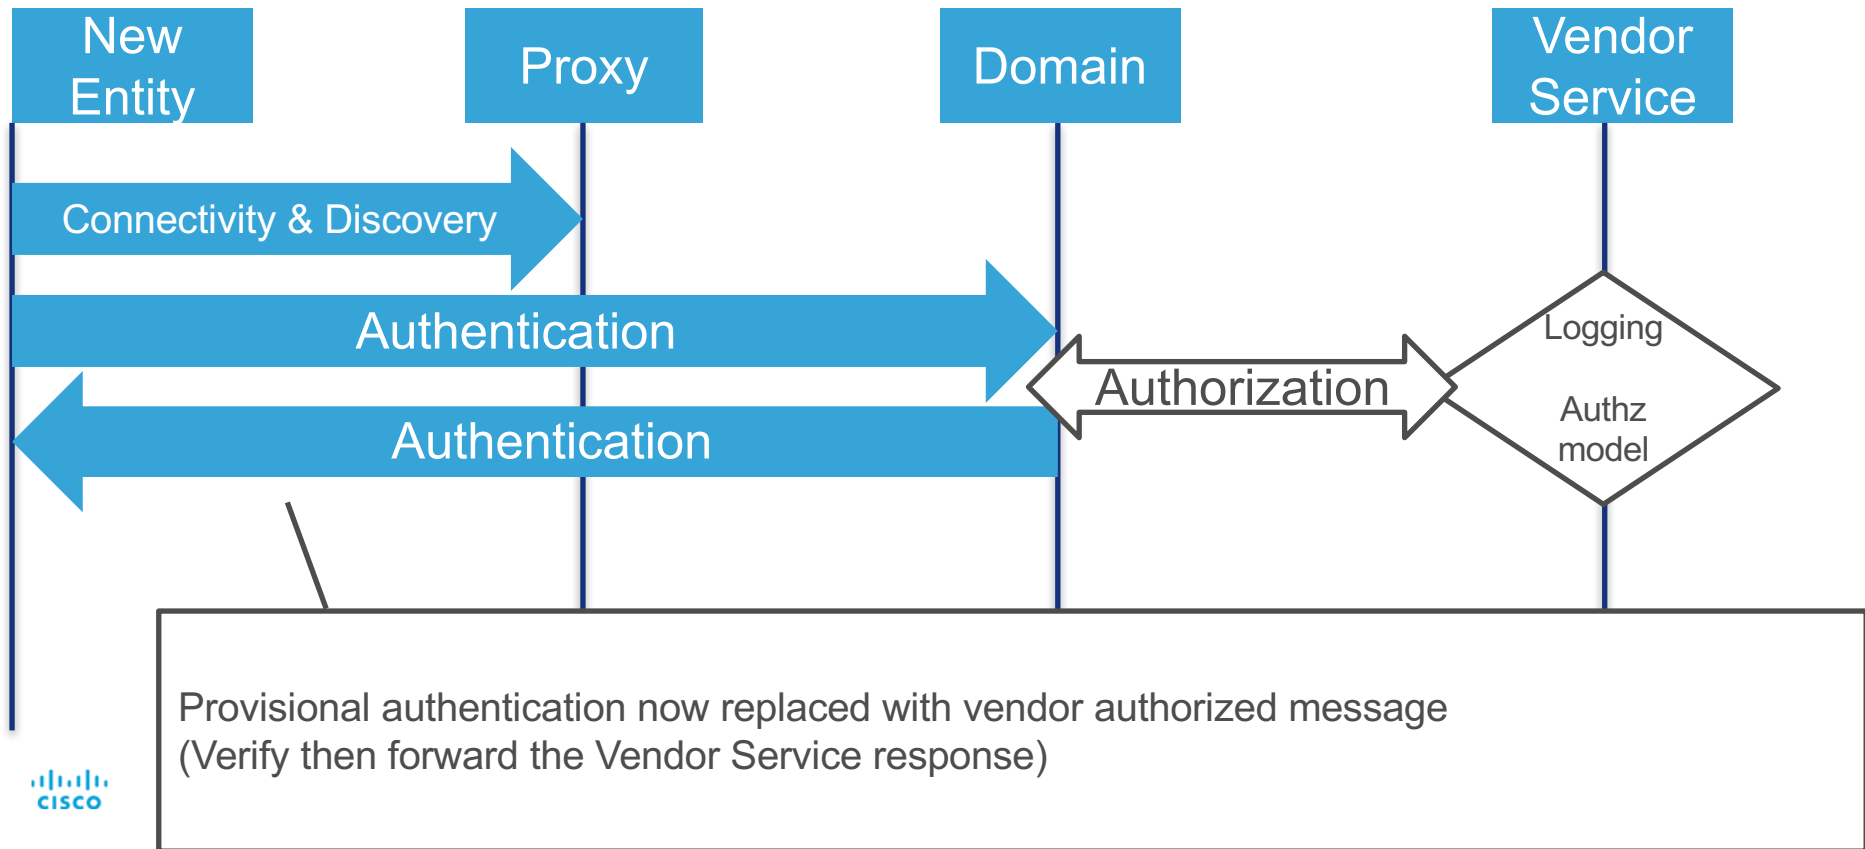 New
Entity
Proxy
Domain
Vendor
Service
Connectivity & Discovery
Authentication
Authorization
Logging
Authz
model
Authentication
Provisional authentication now replaced with vendor authorized message
(Verify then forward the Vendor Service response)
CISCO